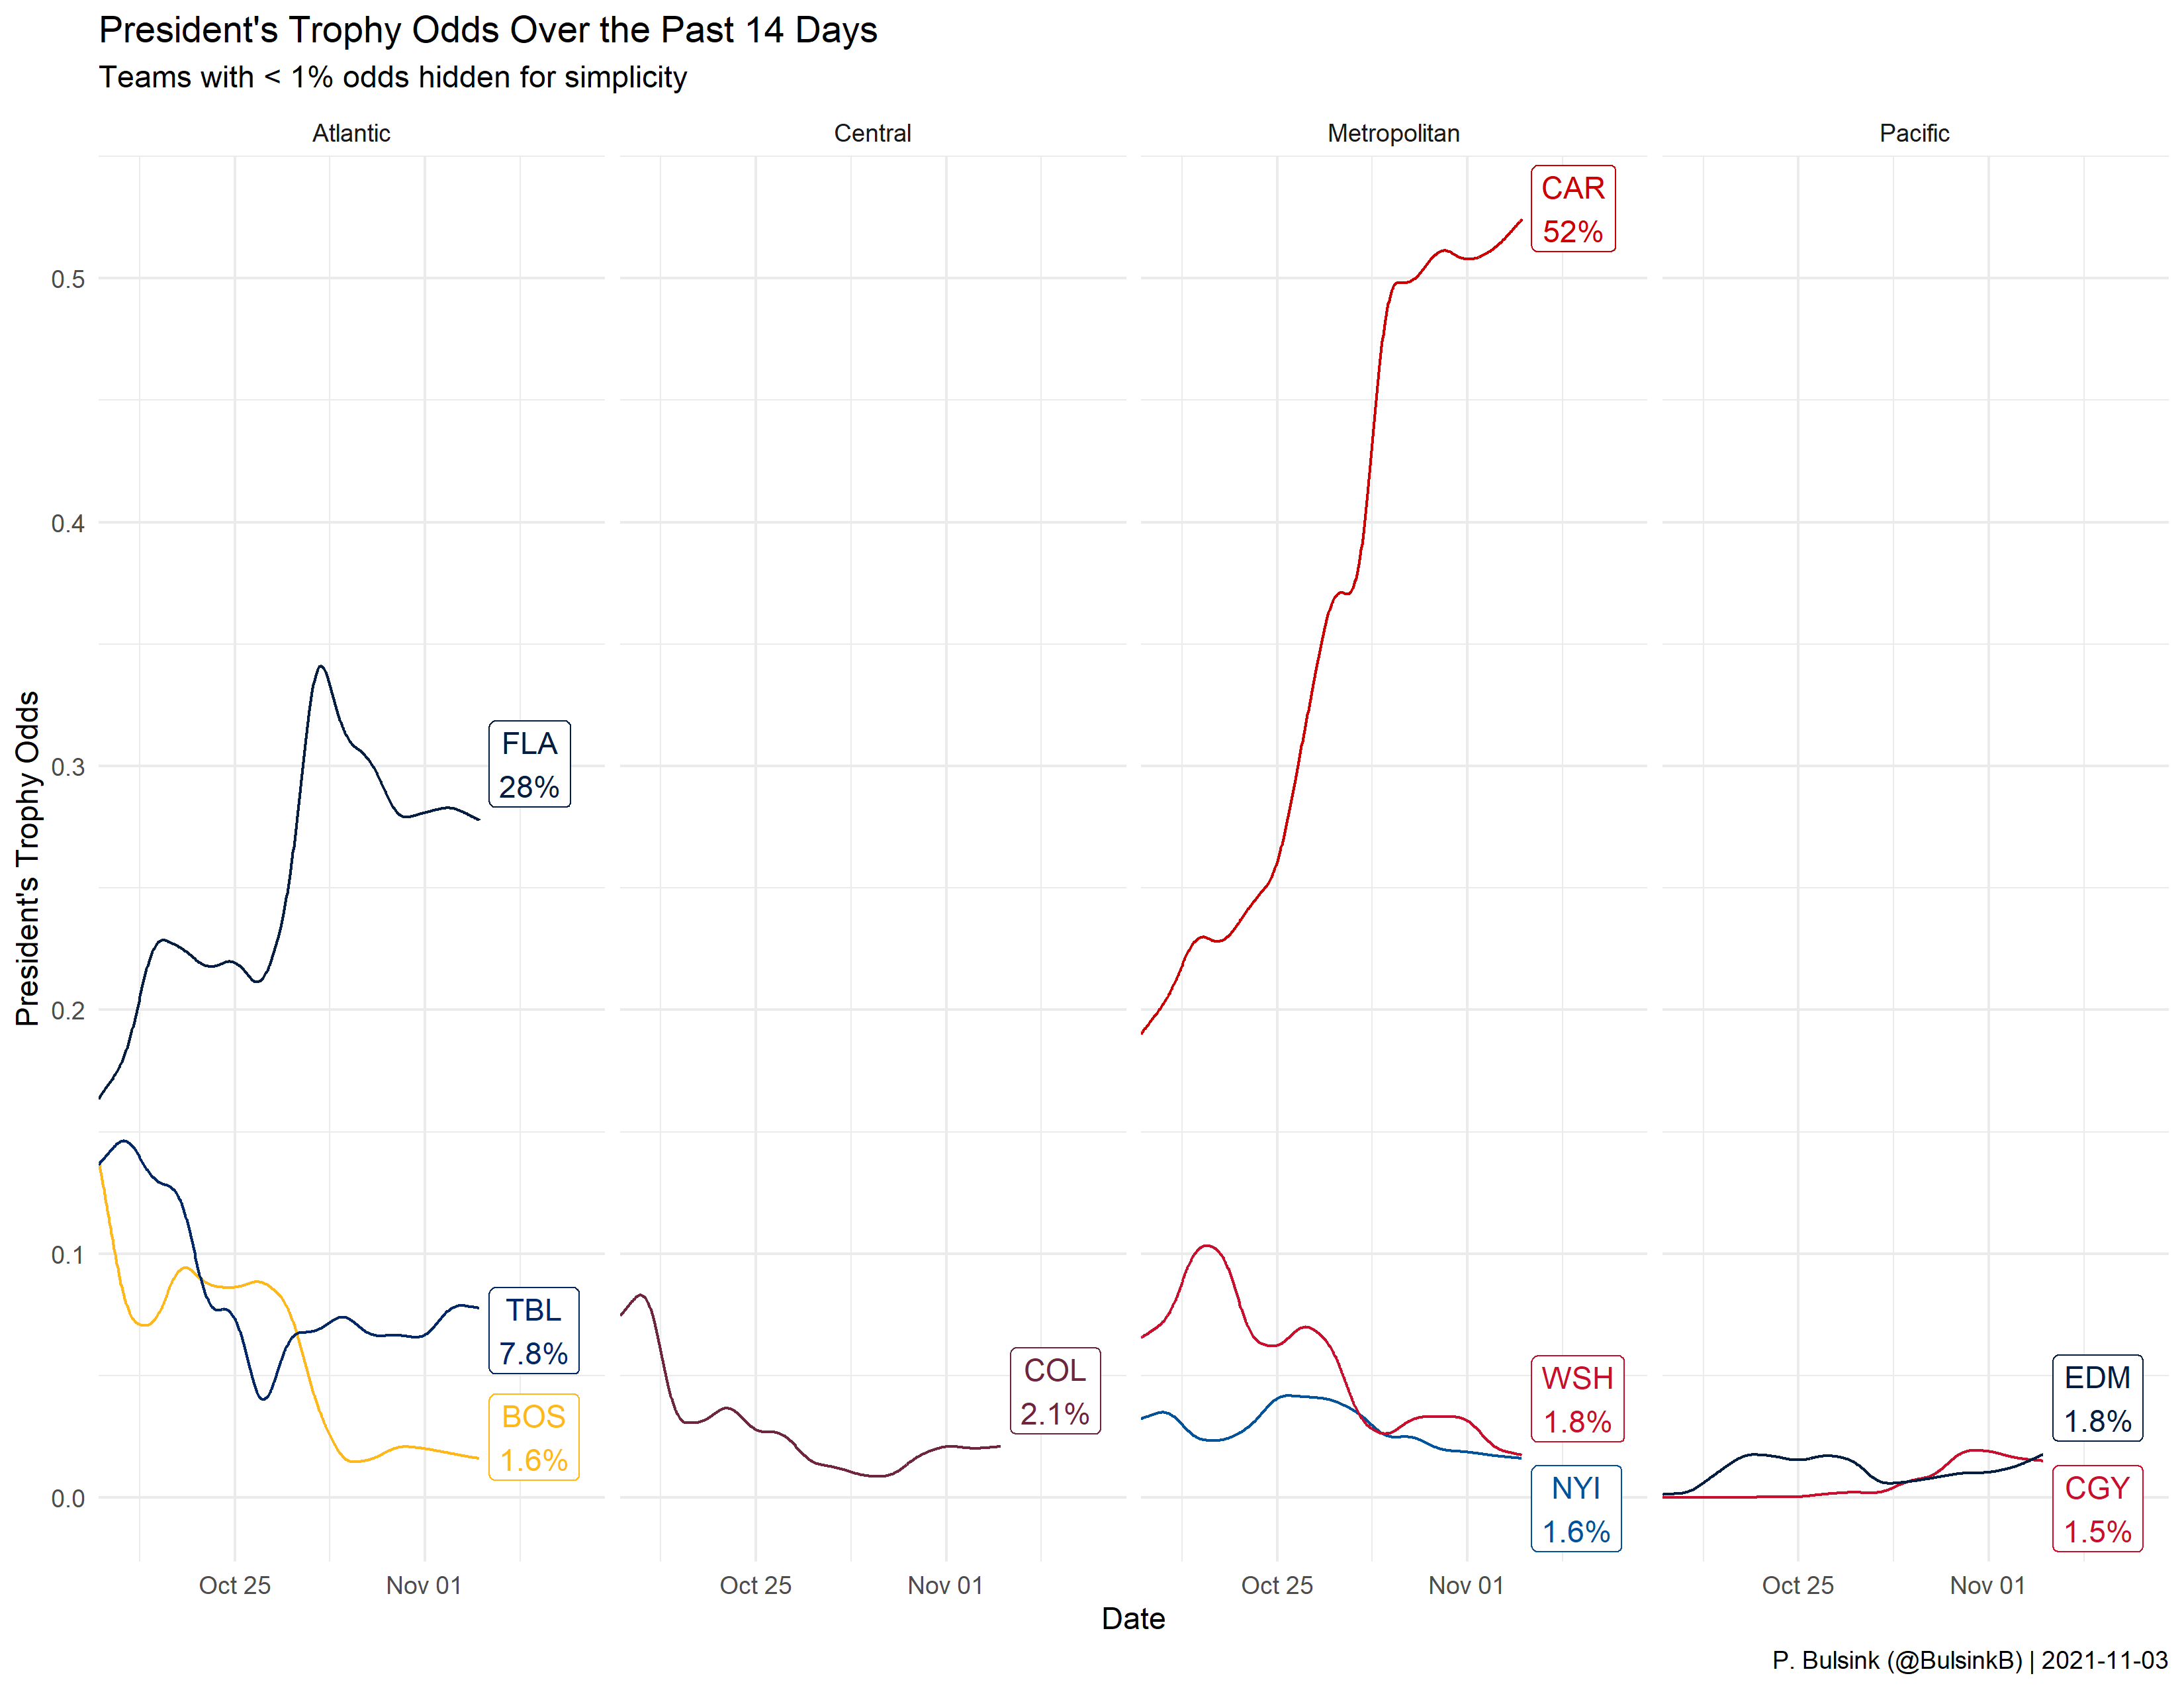 President's Trophy Odds Over the Past 14 Days
Teams with < 1% odds hidden for simplicity
Atlantic
Central
Metropolitan
Pacific
President's Trophy Odds
0.5
0.4
0.3
0.2
0.1
0.0
FLA
28%
TBL
7.8%
BOS
1.6%
COL
2.1%
CAR
52%
WSH
1.8%
NYI
1.6%
EDM
1.8%
CGY
1.5%
Oct 25
Nov 01
Oct 25
Nov 01
Oct 25
Nov 01
Oct 25
Nov 01
Date
P. Bulsink (@BulsinkB) | 2021-11-03